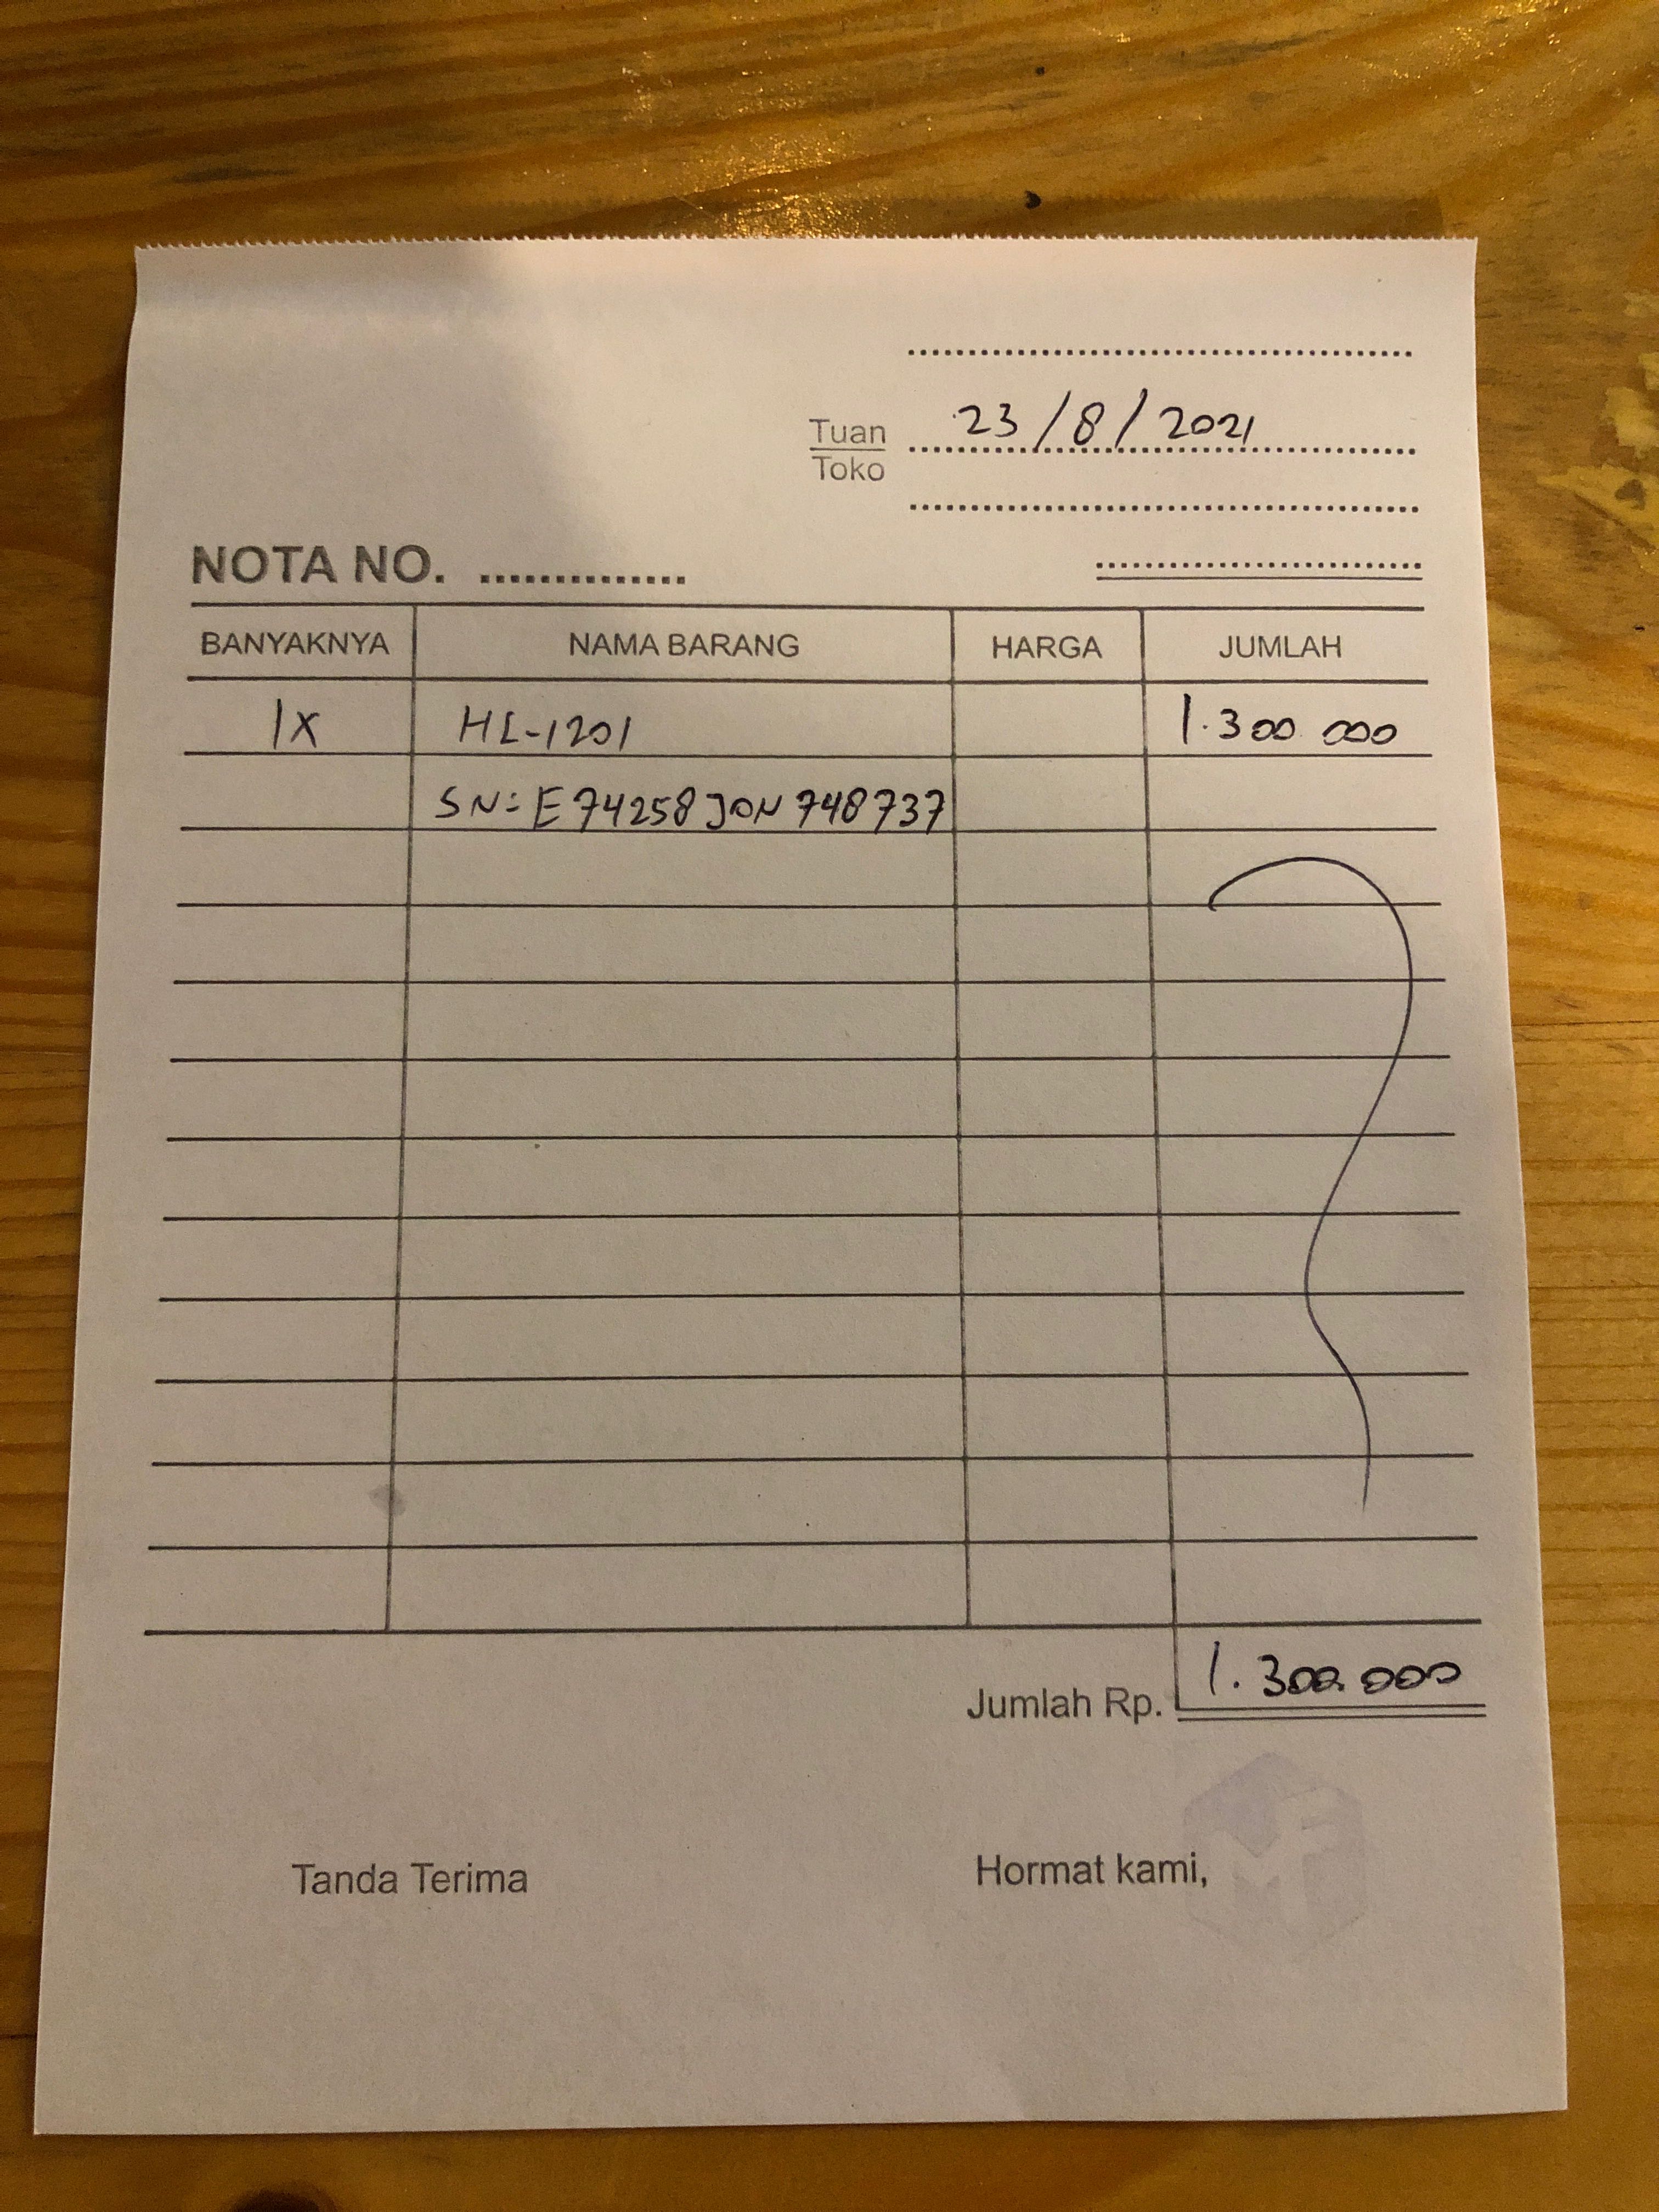 23/8/2021
Tuan
Toko
NOTA NO. ..............
BANYAKNYA NAMA BARANG HARGA JUMLAH
1X HL-1201 1.300.000
SN: E74258J0N748737
Jumlah Rp. 1.300.000
Tanda Terima Hormat kami,